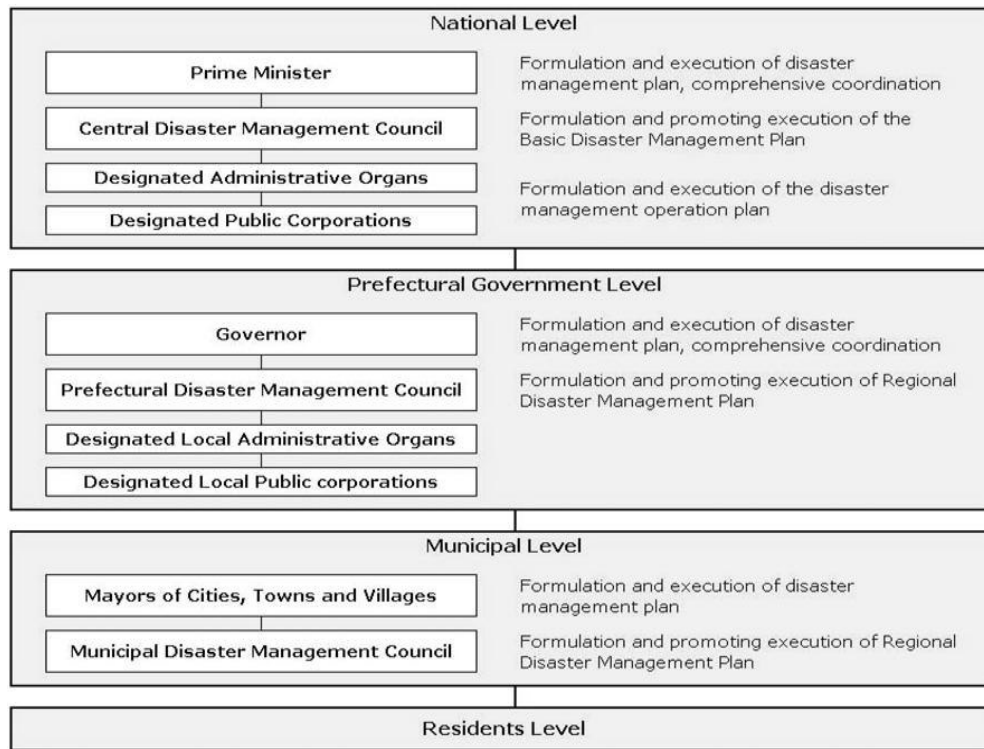 National Level
Prime Minister
Formulation and execution of disaster
management plan, comprehensive coordination
Central Disaster Management Council
Formulation and promoting execution of the
Basic Disaster Management Plan
Designated Administrative Organs
Designated Public Corporations
Formulation and execution of the disaster
management operation plan
Prefectural Government Level
Governor
Formulation and execution of disaster
management plan, comprehensive coordination
Prefectural Disaster Management Council
Formulation and promoting execution of Regional
Disaster Management Plan
Designated Local Administrative Organs
Designated Local Public corporations
Municipal Level
Mayors of Cities, Towns and Villages
Formulation and execution of disaster
management plan
Municipal Disaster Management Council
Formulation and promoting execution of Regional
Disaster Management Plan
Residents Level